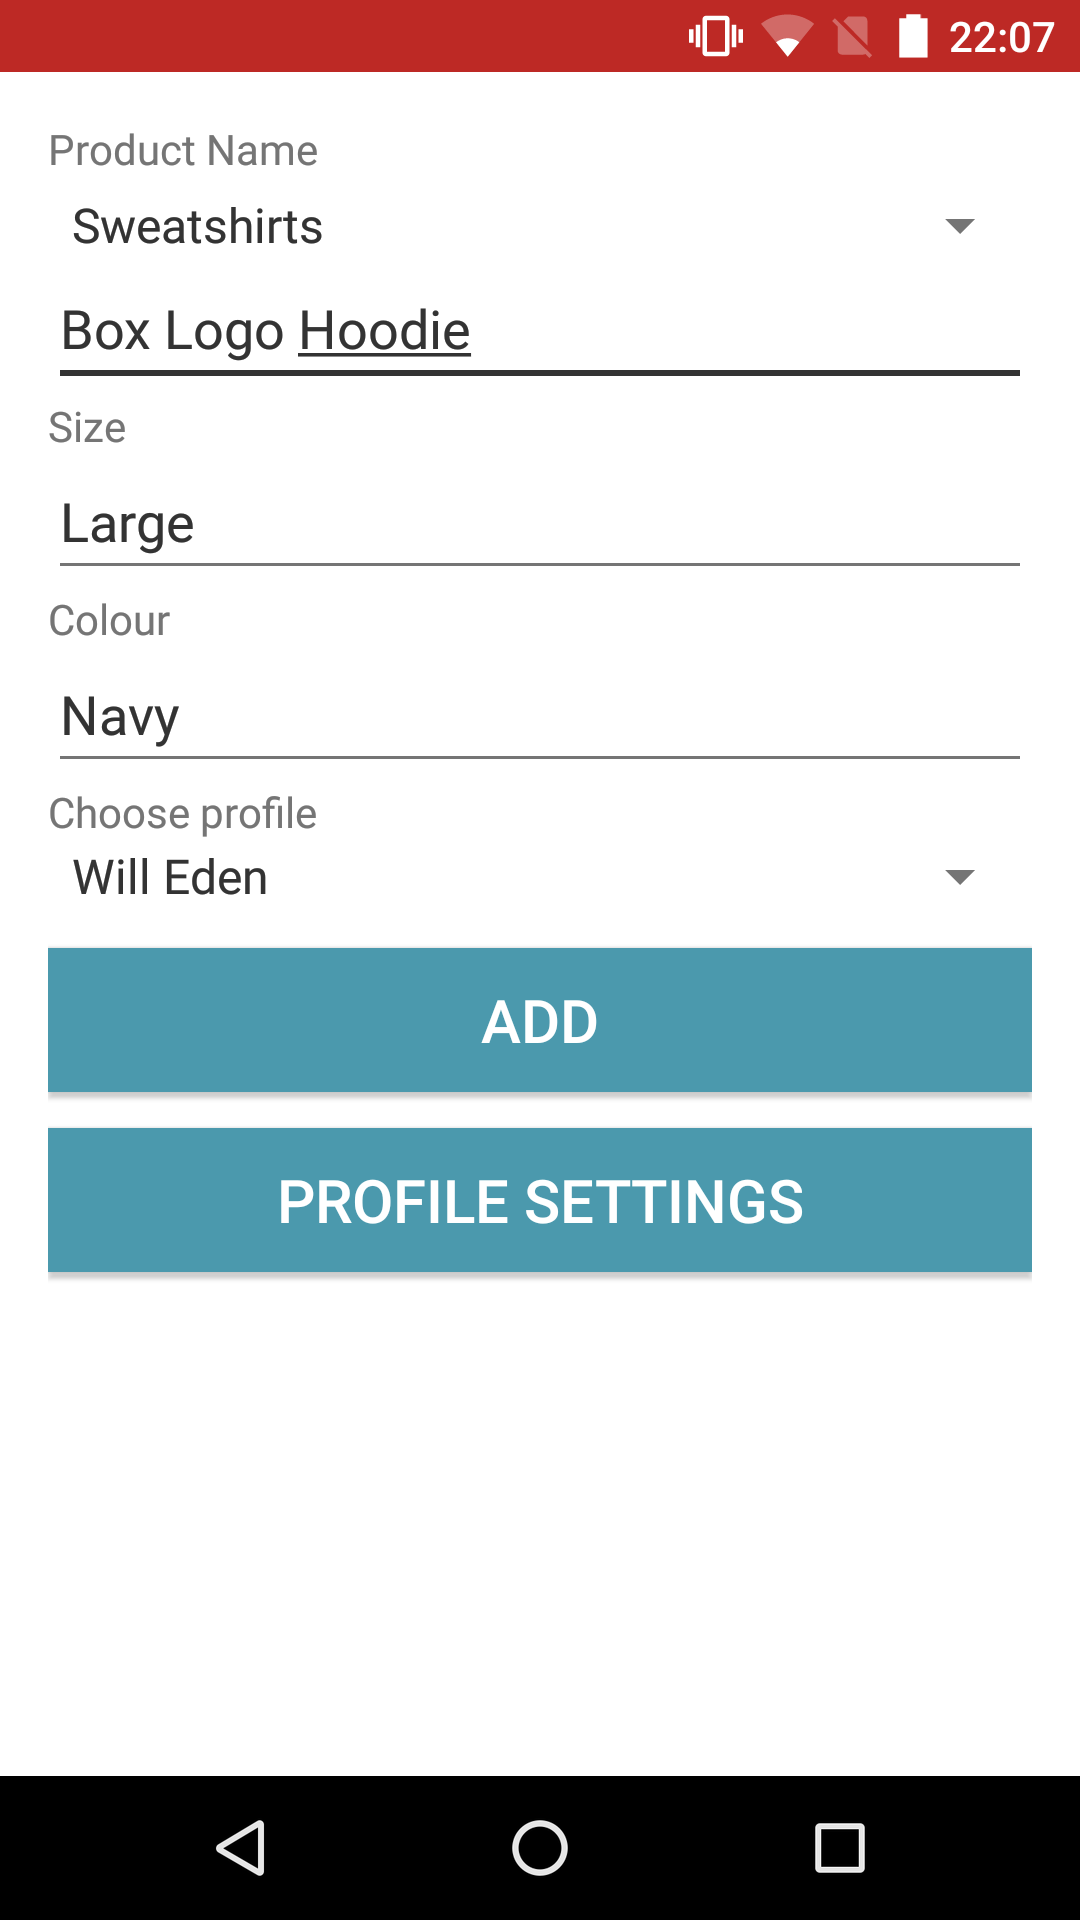 22:07
Product Name
Sweatshirts
Box Logo Hoodie
Size
Large
Colour
Navy
Choose profile
Will Eden
ADD
PROFILE SETTINGS